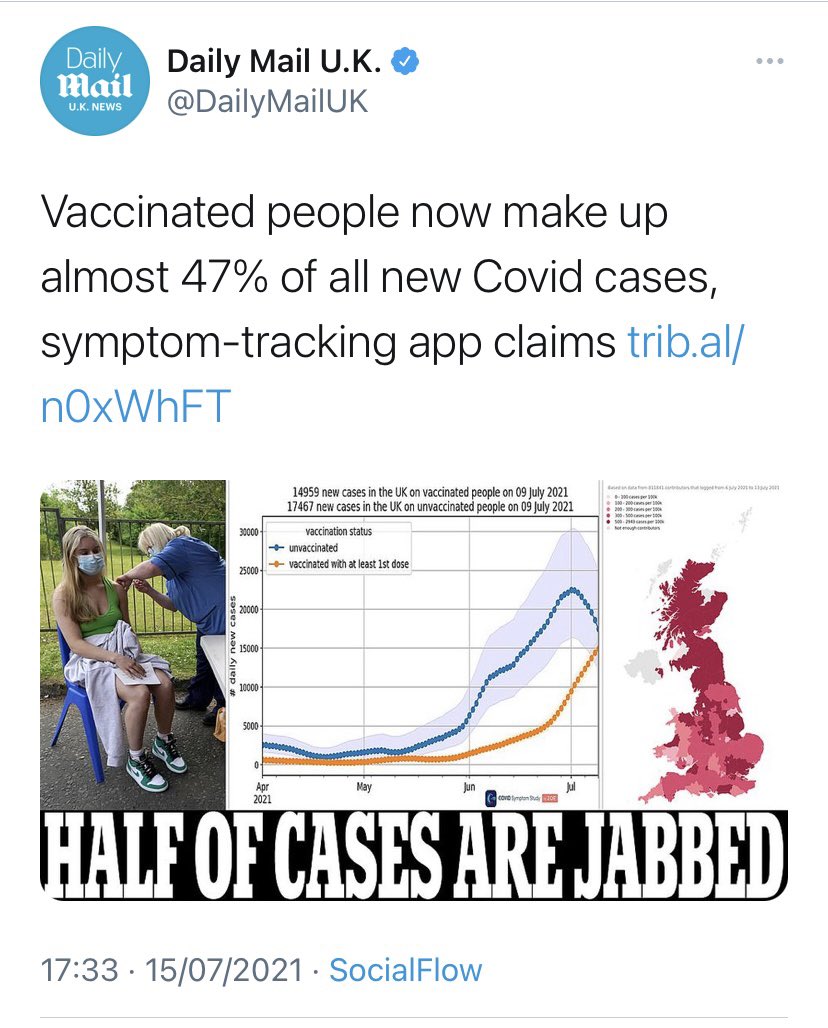 Daily
Mail
U.K. NEWS
Daily Mail U.K.
@DailyMailUK
Vaccinated people now make up
almost 47% of all new Covid cases,
symptom-tracking app claims trib.al/
n0xWhFT
14959 new cases in the UK on vaccinated people on 09 July 2021
17467 new cases in the UK on unvaccinated people on 09 July 2021
vaccination status
unvaccinated
vaccinated with at least 1st dose
# daily new cases
30000
25000
20000
15000
10000
5000
0
Apr
2021
May
Jun
Jul
COVID Symptom Study
Based on data from contributors that logged from 6 July 2021 to 13 July 2021
0 - 100 cases per 100k
100 - 200 cases per 100k
200 - 300 cases per 100k
300 - 500 cases per 100k
cases per 100k
Not enough contributors
HALF OF CASES ARE JABBED
17:33 · 15/07/2021 · SocialFlow